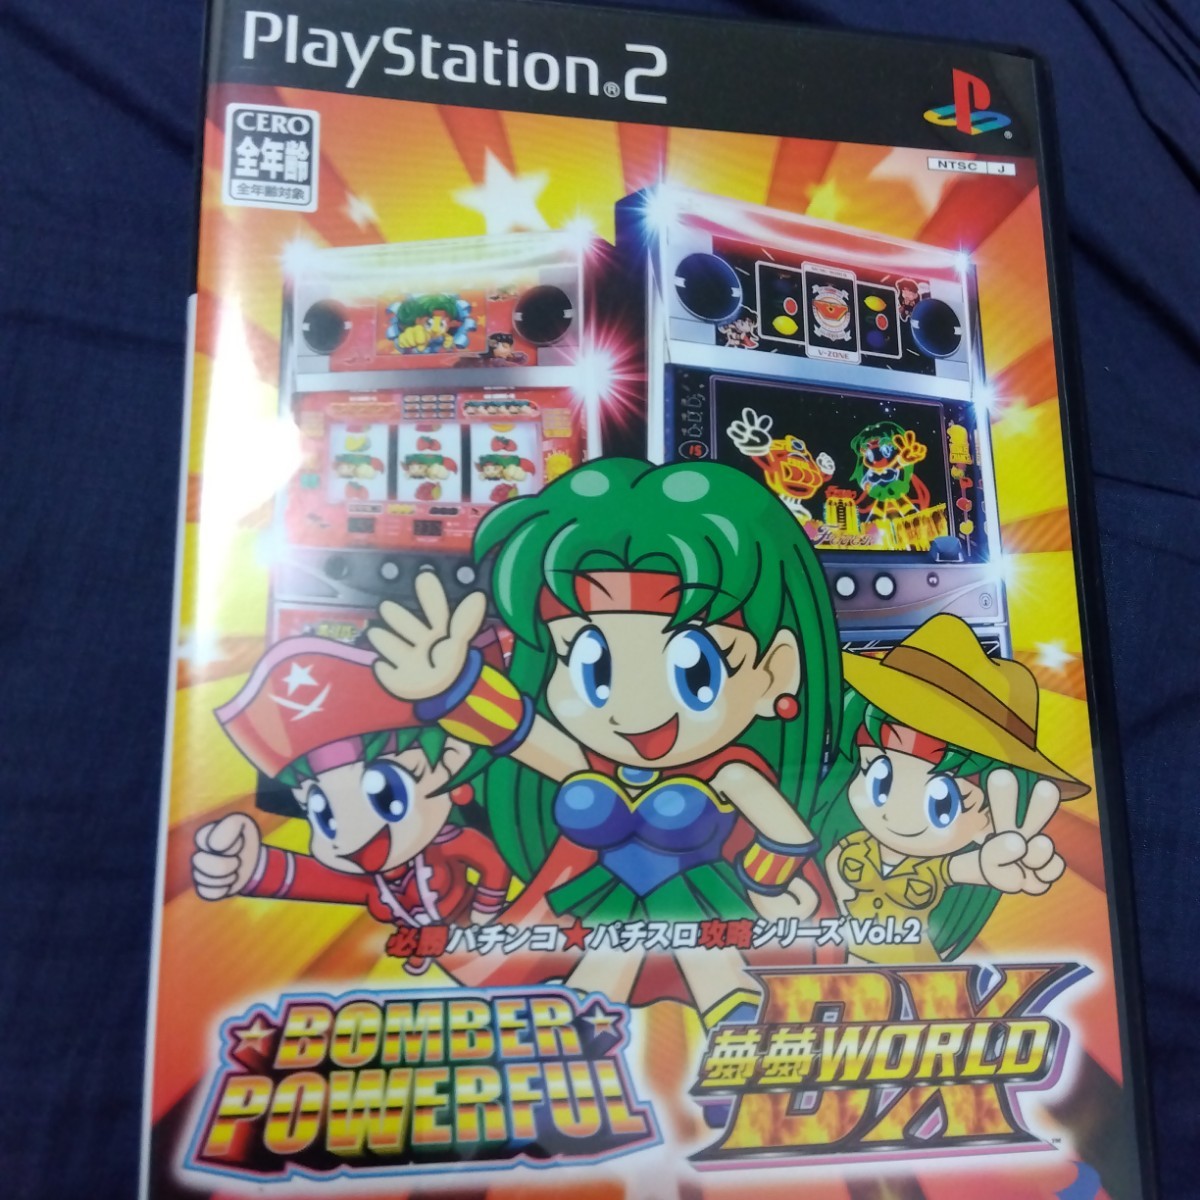 PlayStation®2
CERO
全年齢
全年齢対象
NTSC J
V-ZONE
15
必勝パチンコ★パチスロ攻略シリーズ Vol.2
★BOMBER★
POWERFUL
DX
夢夢WORLD
TM